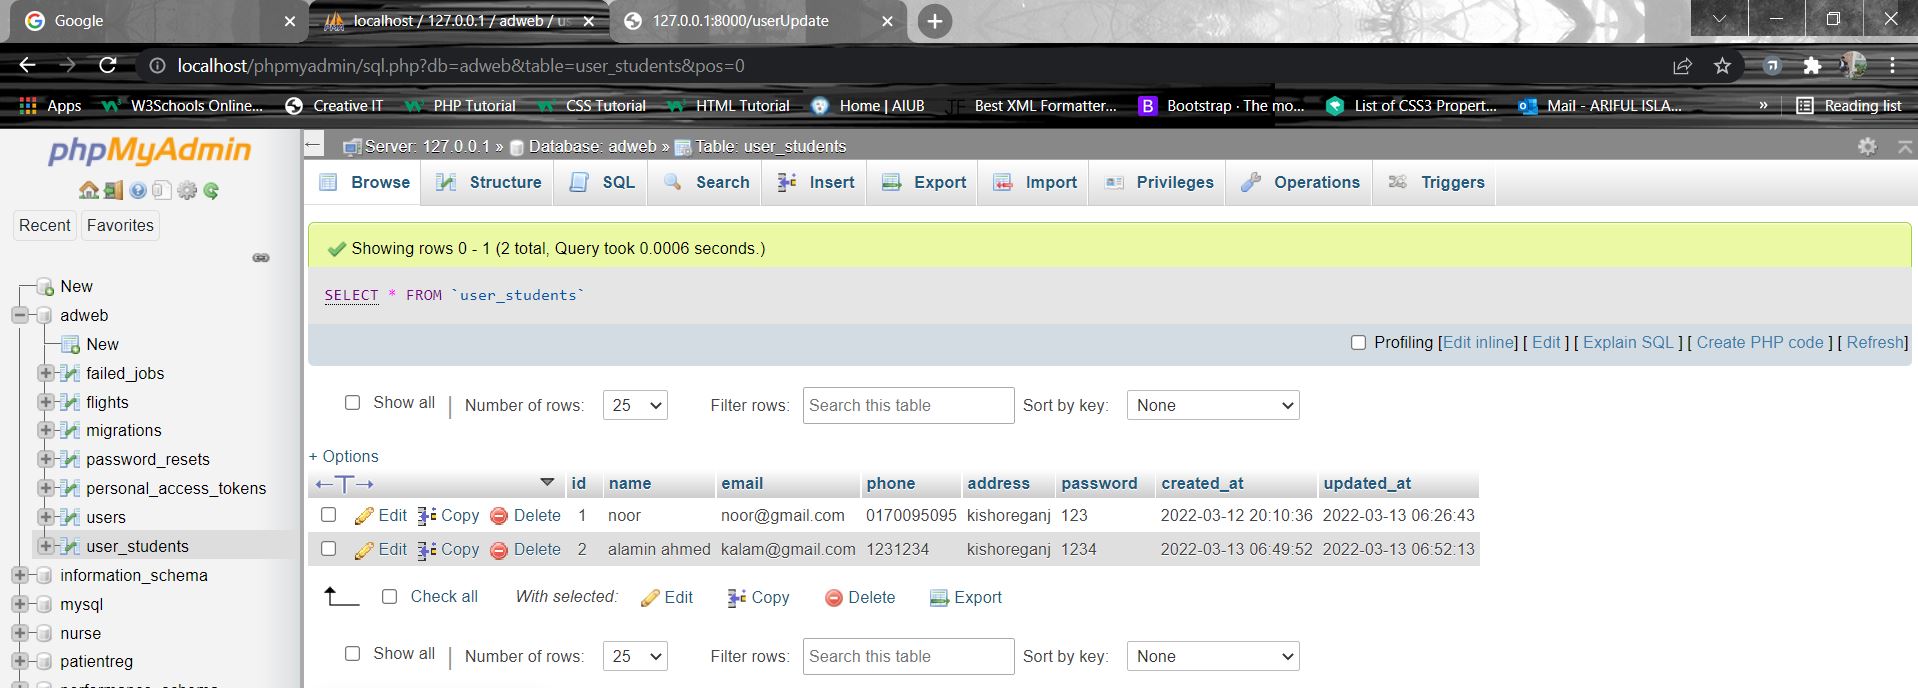 Google
localhost / 127.0.0.1 / adweb / us
127.0.0.1:8000/userUpdate
localhost/phpmyadmin/sql.php?db=adweb&table=user_students&pos=0
Apps W3Schools Online... Creative IT PHP Tutorial CSS Tutorial HTML Tutorial Home | AIUB Best XML Formatter... Bootstrap · The mo... List of CSS3 Propert... Mail - ARIFUL ISLA... » Reading list
phpMyAdmin
Recent Favorites
New
adweb
New
failed_jobs
flights
migrations
password_resets
personal_access_tokens
users
user_students
information_schema
mysql
nurse
patientreg
Server: 127.0.0.1 » Database: adweb » Table: user_students
Browse Structure SQL Search Insert Export Import Privileges Operations Triggers
Showing rows 0 - 1 (2 total, Query took 0.0006 seconds.)
SELECT * FROM `user_students`
Profiling [Edit inline] [ Edit ] [ Explain SQL ] [ Create PHP code ] [ Refresh]
Show all | Number of rows: 25 Filter rows: Search this table Sort by key: None
+ Options
←T→ id name email phone address password created_at updated_at
Edit Copy Delete 1 noor noor@gmail.com 0170095095 kishoreganj 123 2022-03-12 20:10:36 2022-03-13 06:26:43
Edit Copy Delete 2 alamin ahmed kalam@gmail.com 1231234 kishoreganj 1234 2022-03-13 06:49:52 2022-03-13 06:52:13
Check all With selected: Edit Copy Delete Export
Show all | Number of rows: 25 Filter rows: Search this table Sort by key: None